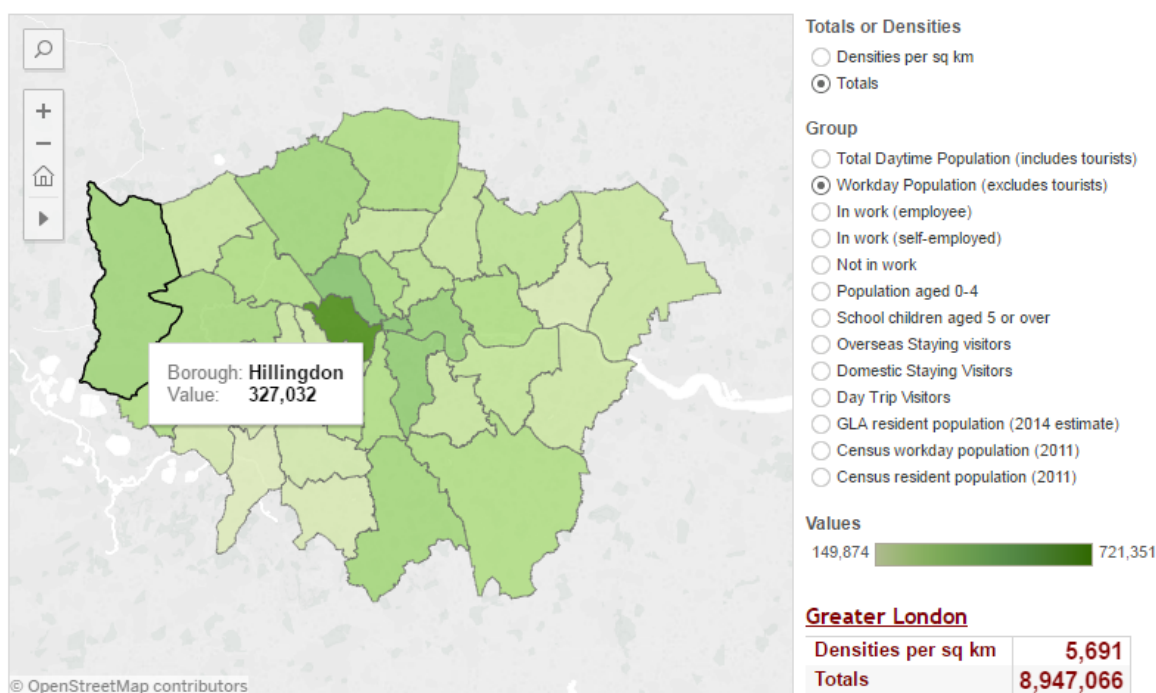 Totals or Densities
Densities per sq km
Totals
Group
Total Daytime Population (includes tourists)
Workday Population (excludes tourists)
In work (employee)
In work (self-employed)
Not in work
Population aged 0-4
School children aged 5 or over
Overseas Staying visitors
Domestic Staying Visitors
Day Trip Visitors
GLA resident population (2014 estimate)
Census workday population (2011)
Census resident population (2011)
Values
149,874 721,351
Greater London
Densities per sq km 5,691
Totals 8,947,066
Borough: Hillingdon
Value: 327,032
© OpenStreetMap contributors